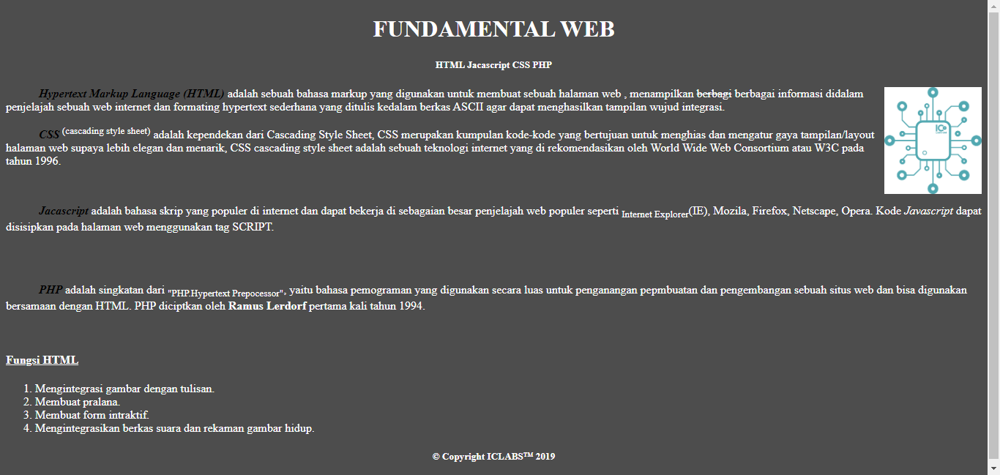 FUNDAMENTAL WEB
HTML Jacascript CSS PHP
Hypertext Markup Language (HTML) adalah sebuah bahasa markup yang digunakan untuk membuat sebuah halaman web , menampilkan berbagi berbagai informasi didalam
penjelajah sebuah web internet dan formating hypertext sederhana yang ditulis kedalam berkas ASCII agar dapat menghasilkan tampilan wujud integrasi.
CSS (cascading style sheet) adalah kependekan dari Cascading Style Sheet, CSS merupakan kumpulan kode-kode yang bertujuan untuk menghias dan mengatur gaya tampilan/layout
halaman web supaya lebih elegan dan menarik, CSS cascading style sheet adalah sebuah teknologi internet yang di rekomendasikan oleh World Wide Web Consortium atau W3C pada
tahun 1996.
Jacascript adalah bahasa skrip yang populer di internet dan dapat bekerja di sebagaian besar penjelajah web populer seperti Internet Explorer(IE), Mozila, Firefox, Netscape, Opera. Kode Javascript dapat
disisipkan pada halaman web menggunakan tag SCRIPT.
PHP adalah singkatan dari "PHP.Hypertext Prepocessor", yaitu bahasa pemograman yang digunakan secara luas untuk penganangan pepmbuatan dan pengembangan sebuah situs web dan bisa digunakan
bersamaan dengan HTML. PHP diciptkan oleh Ramus Lerdorf pertama kali tahun 1994.
Fungsi HTML
1. Mengintegrasi gambar dengan tulisan.
2. Membuat pralana.
3. Membuat form intraktif.
4. Mengintegrasikan berkas suara dan rekaman gambar hidup.
© Copyright ICLABS™ 2019